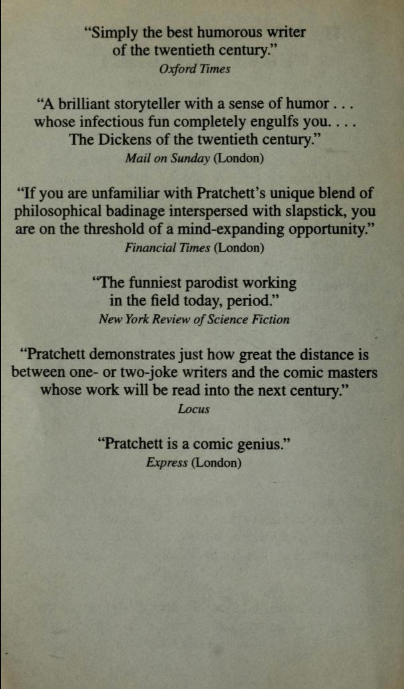 “Simply the best humorous writer
of the twentieth century.”
Oxford Times
“A brilliant storyteller with a sense of humor . . .
whose infectious fun completely engulfs you. . . .
The Dickens of the twentieth century.”
Mail on Sunday (London)
“If you are unfamiliar with Pratchett’s unique blend of
philosophical badinage interspersed with slapstick, you
are on the threshold of a mind-expanding opportunity.”
Financial Times (London)
“The funniest parodist working
in the field today, period.”
New York Review of Science Fiction
“Pratchett demonstrates just how great the distance is
between one- or two-joke writers and the comic masters
whose work will be read into the next century.”
Locus
“Pratchett is a comic genius.”
Express (London)